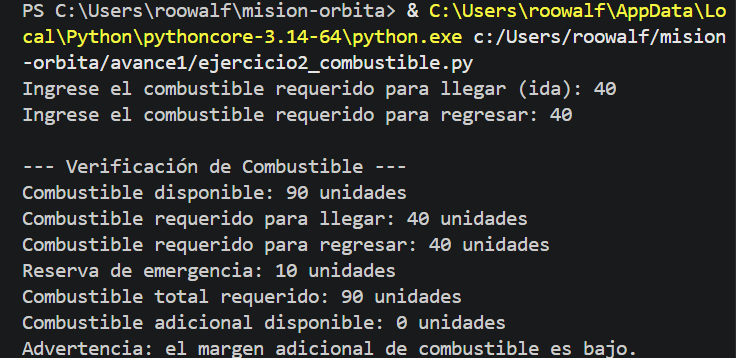 PS C:\Users\roowalf\mision-orbita> & C:\Users\roowalf\AppData\Lo
cal\Python\pythoncore-3.14-64\python.exe c:/Users/roowalf/mision
-orbita/avance1/ejercicio2_combustible.py
Ingrese el combustible requerido para llegar (ida): 40
Ingrese el combustible requerido para regresar: 40
--- Verificación de Combustible ---
Combustible disponible: 90 unidades
Combustible requerido para llegar: 40 unidades
Combustible requerido para regresar: 40 unidades
Reserva de emergencia: 10 unidades
Combustible total requerido: 90 unidades
Combustible adicional disponible: 0 unidades
Advertencia: el margen adicional de combustible es bajo.